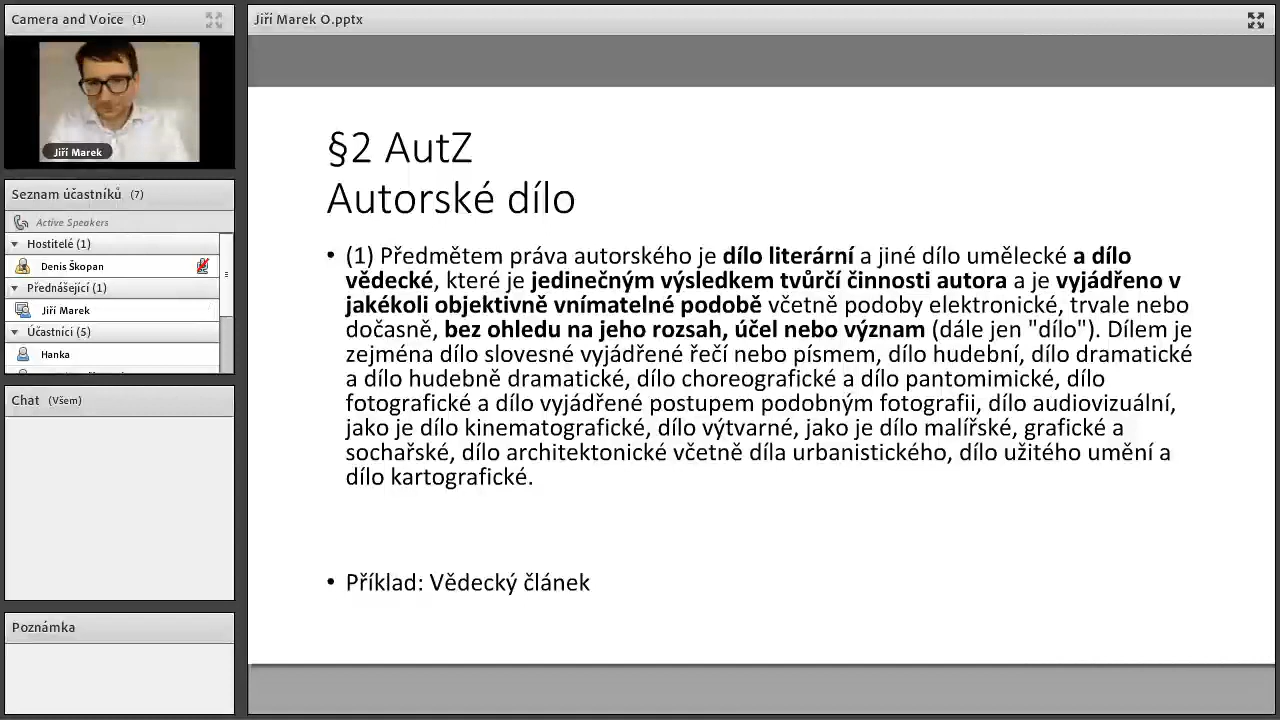 Camera and Voice (1)
Jiří Marek
Seznam účastníků (7)
Active Speakers
Hostitelé (1)
Denis Škopan
Přednášející (1)
Jiří Marek
Účastníci (5)
Hanka
Chat (Všem)
Poznámka
Jiří Marek O.pptx
§2 AutZ
Autorské dílo
• (1) Předmětem práva autorského je dílo literární a jiné dílo umělecké a dílo
vědecké, které je jedinečným výsledkem tvůrčí činnosti autora a je vyjádřeno v
jakékoli objektivně vnímatelné podobě včetně podoby elektronické, trvale nebo
dočasně, bez ohledu na jeho rozsah, účel nebo význam (dále jen "dílo"). Dílem je
zejména dílo slovesné vyjádřené řečí nebo písmem, dílo hudební, dílo dramatické
a dílo hudebně dramatické, dílo choreografické a dílo pantomimické, dílo
fotografické a dílo vyjádřené postupem podobným fotografii, dílo audiovizuální,
jako je dílo kinematografické, dílo výtvarné, jako je dílo malířské, grafické a
sochařské, dílo architektonické včetně díla urbanistického, dílo užitého umění a
dílo kartografické.
• Příklad: Vědecký článek